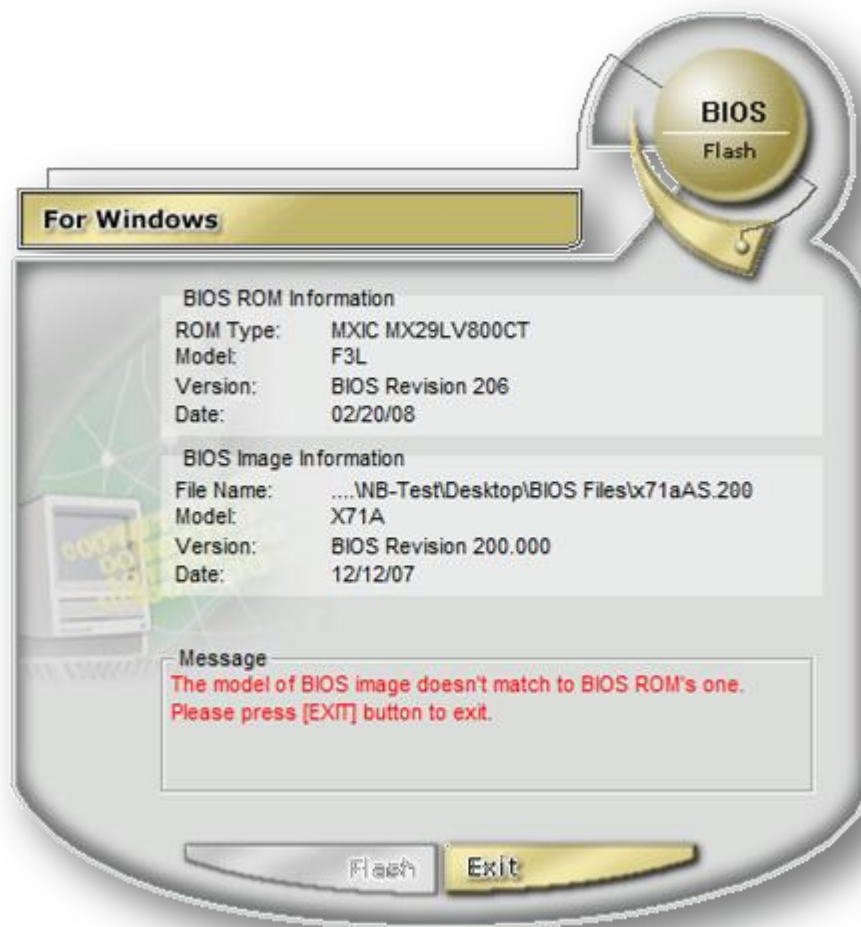 BIOS
Flash
For Windows
BIOS ROM Information
ROM Type: MXIC MX29LV800CT
Model: F3L
Version: BIOS Revision 206
Date: 02/20/08
BIOS Image Information
File Name: ....\NB-Test\Desktop\BIOS Files\x71aAS.200
Model: X71A
Version: BIOS Revision 200.000
Date: 12/12/07
Message
The model of BIOS image doesn't match to BIOS ROM's one.
Please press [EXIT] button to exit.
Flash
Exit